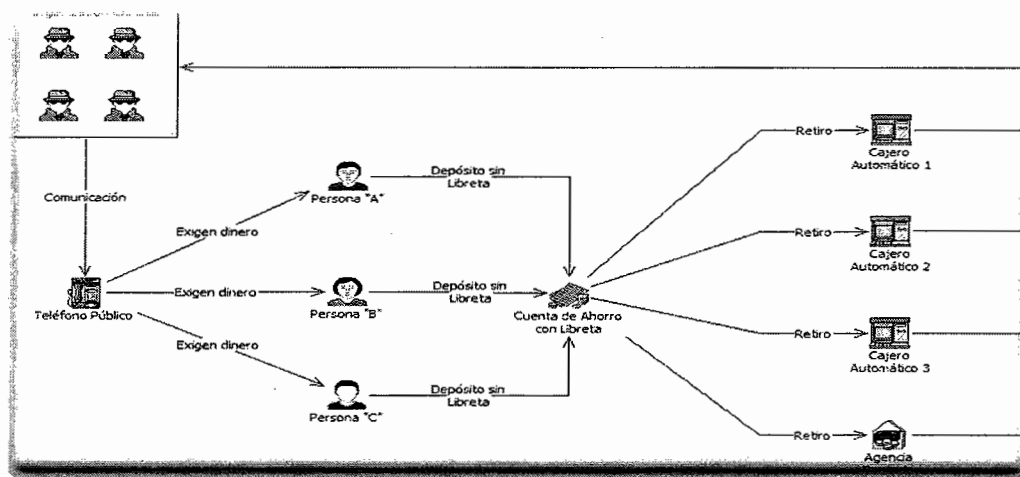 Retiro
Cajero
Automático 1
Depósito sin
Libreta
Comunicación
Persona "A"
Exigen dinero
Retiro
Cajero
Automático 2
Depósito sin
Libreta
Exigen dinero
Teléfono Público
Persona "B"
Cuenta de Ahorro
con Libreta
Retiro
Cajero
Automático 3
Exigen dinero
Depósito sin
Libreta
Persona "C"
Retiro
Agencia